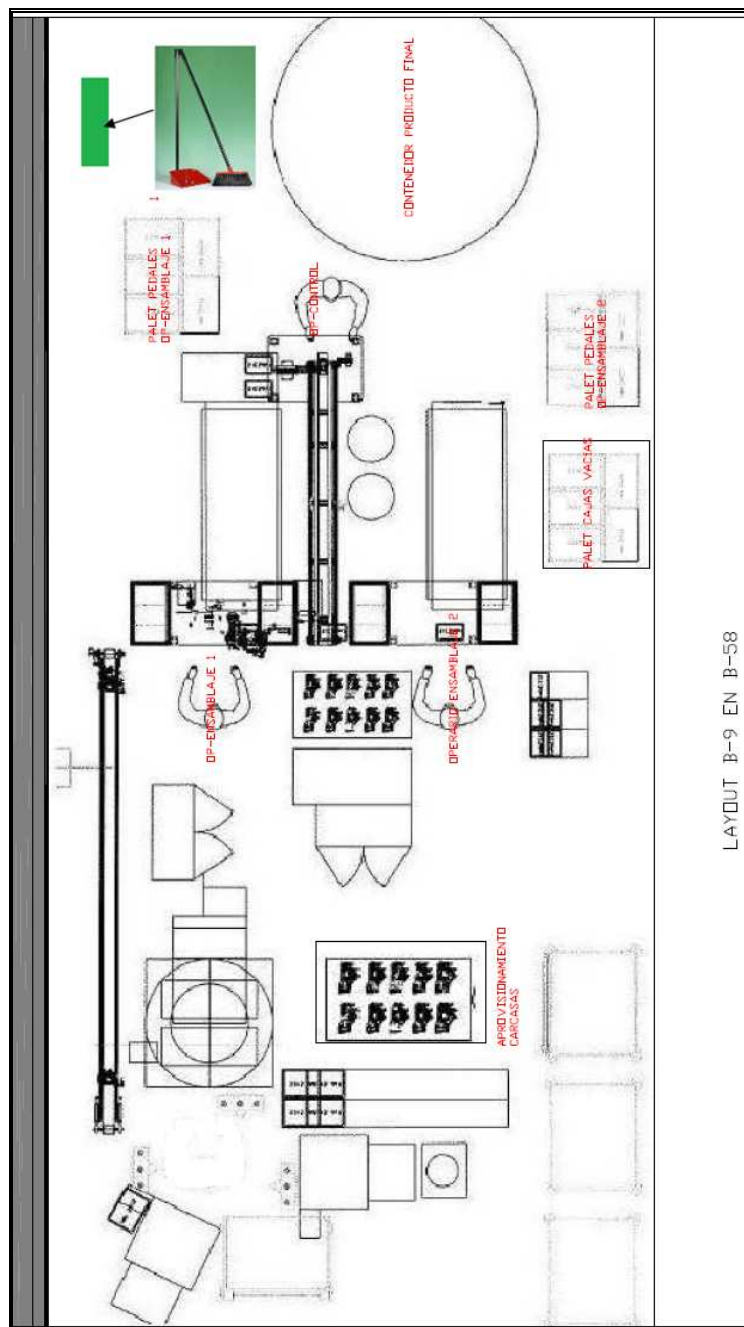 CONTENEDOR PRODUCTO FINAL
1
PALET PEDALES
OP-ENSAMBLAJE 1
OP-CONTROL
PALET PEDALES
OP-ENSAMBLAJE 2
PALET CAJAS VACIAS
OP-ENSAMBLAJE 1
OPERARIO ENSAMBLAJE 2
APROVISIONAMIENTO
CARCASAS
LAYOUT B-9 EN B-58